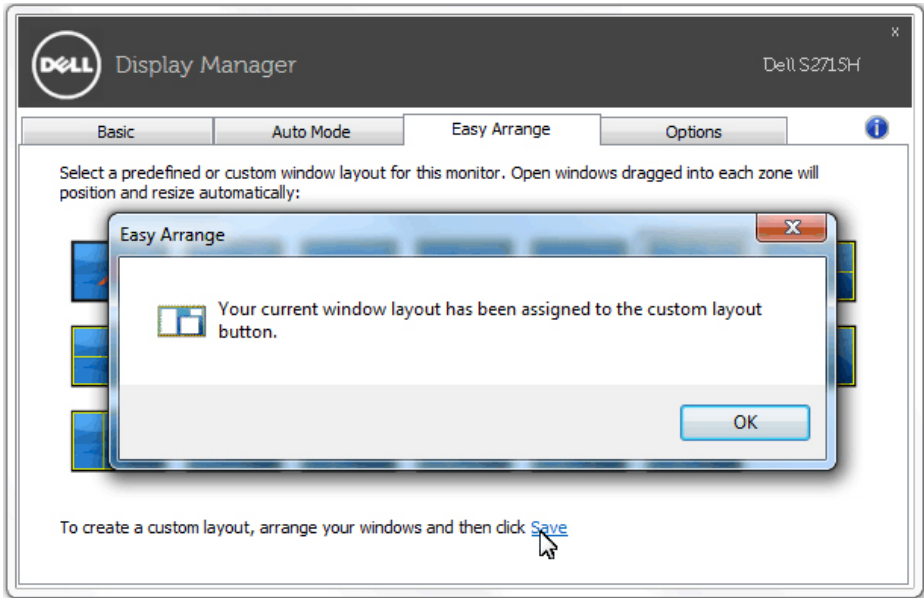 DELL Display Manager Dell S2715H x
Basic Auto Mode Easy Arrange Options i
Select a predefined or custom window layout for this monitor. Open windows dragged into each zone will
position and resize automatically:
Easy Arrange
Your current window layout has been assigned to the custom layout
button.
OK
To create a custom layout, arrange your windows and then click Save